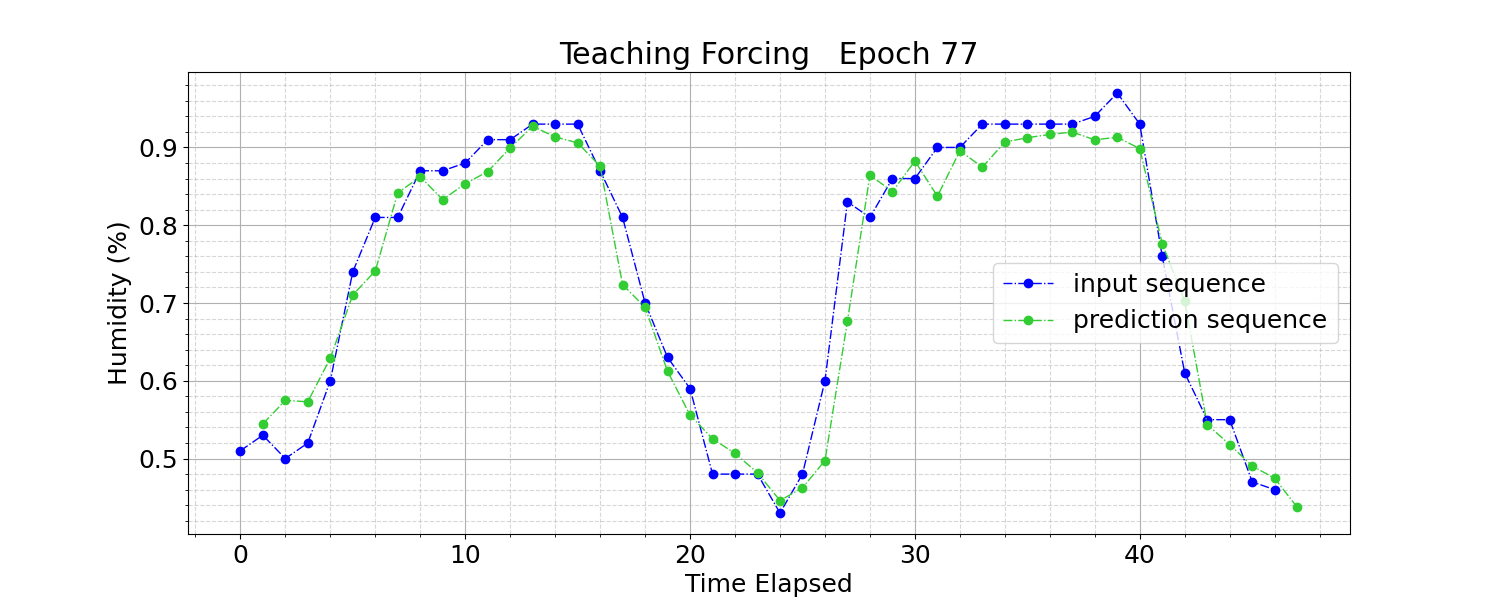 Teaching Forcing   Epoch 77
Humidity (%)
0.9
0.8
0.7
0.6
0.5
input sequence
prediction sequence
0 10 20 30 40
Time Elapsed